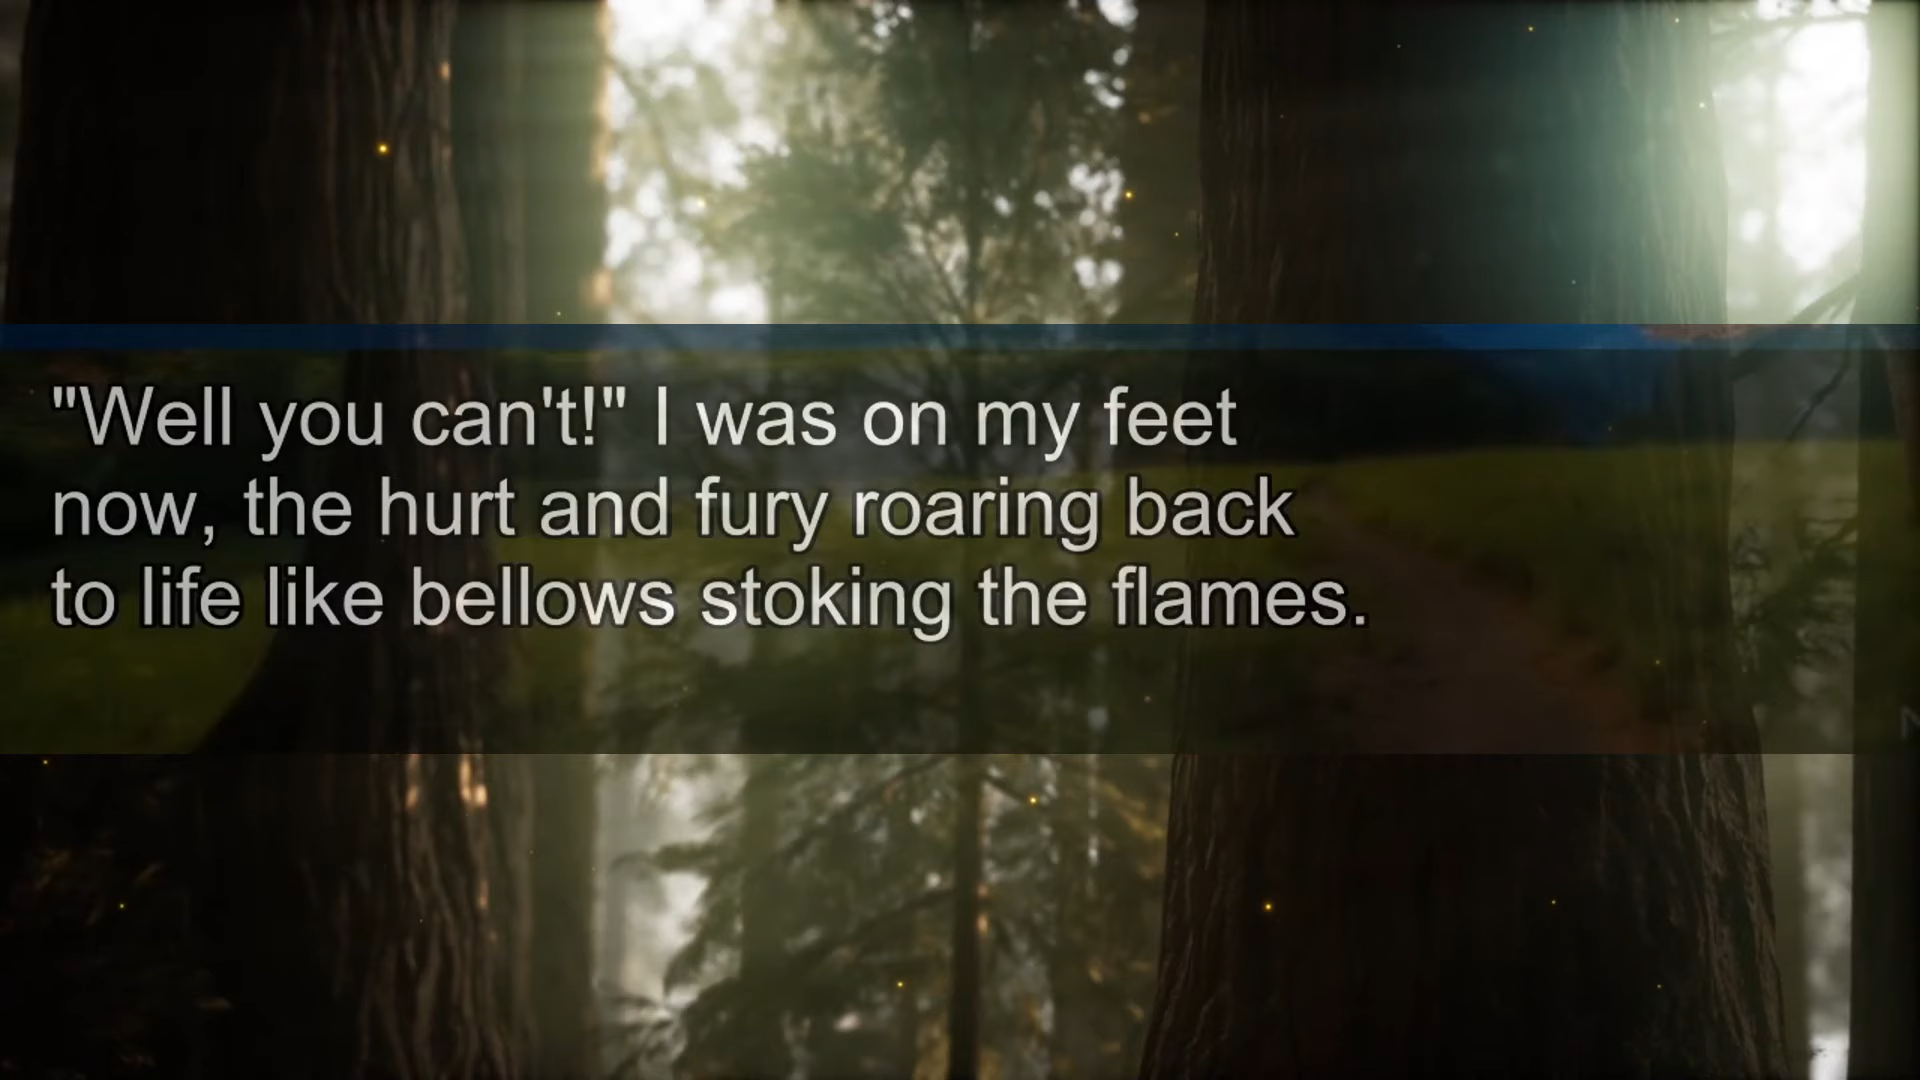 "Well you can't!" I was on my feet
now, the hurt and fury roaring back
to life like bellows stoking the flames.